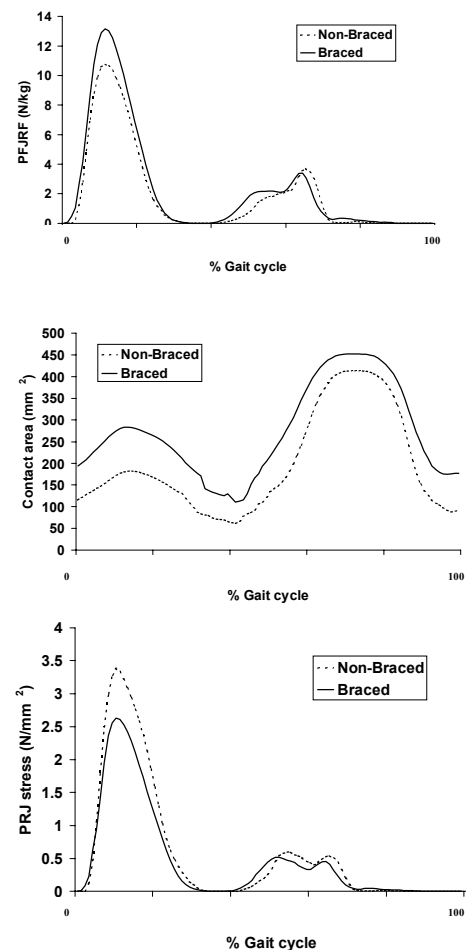 14
12
10
8
6
4
2
0
PFJRF (N/kg)
Non-Braced
Braced
0
100
% Gait cycle
500
450
400
350
300
250
200
150
100
50
0
Contact area (mm ²)
Non-Braced
Braced
0
100
% Gait cycle
4
3.5
3
2.5
2
1.5
1
0.5
0
PRJ stress (N/mm ²)
Non-Braced
Braced
0
100
% Gait cycle